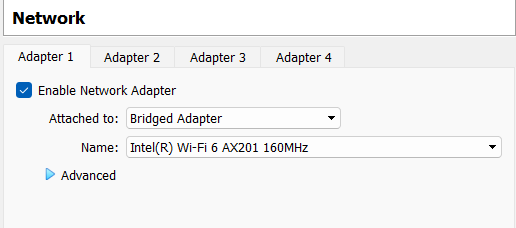 Network
Adapter 1 Adapter 2 Adapter 3 Adapter 4
Enable Network Adapter
Attached to: Bridged Adapter
Name: Intel(R) Wi-Fi 6 AX201 160MHz
Advanced